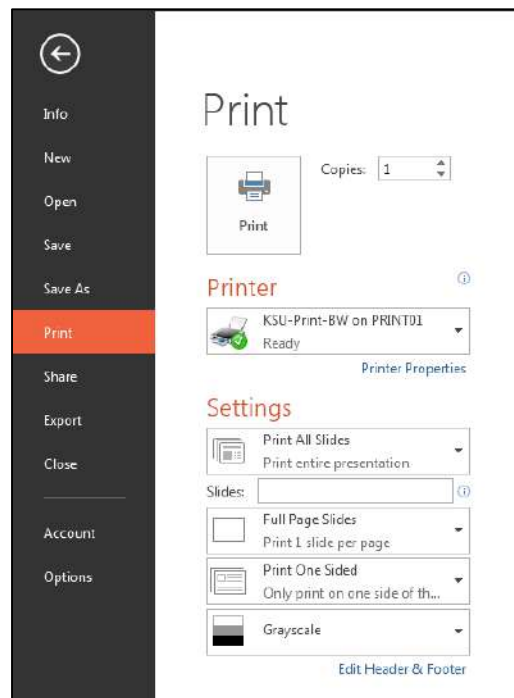 Info
New
Open
Save
Save As
Print
Share
Export
Close
Account
Options
Print
Copies: 1
Print
Printer
KSU-Print-BW on PRINT01
Ready
Printer Properties
Settings
Print All Slides
Print entire presentation
Slides:
Full Page Slides
Print 1 slide per page
Print One Sided
Only print on one side of th...
Grayscale
Edit Header & Footer